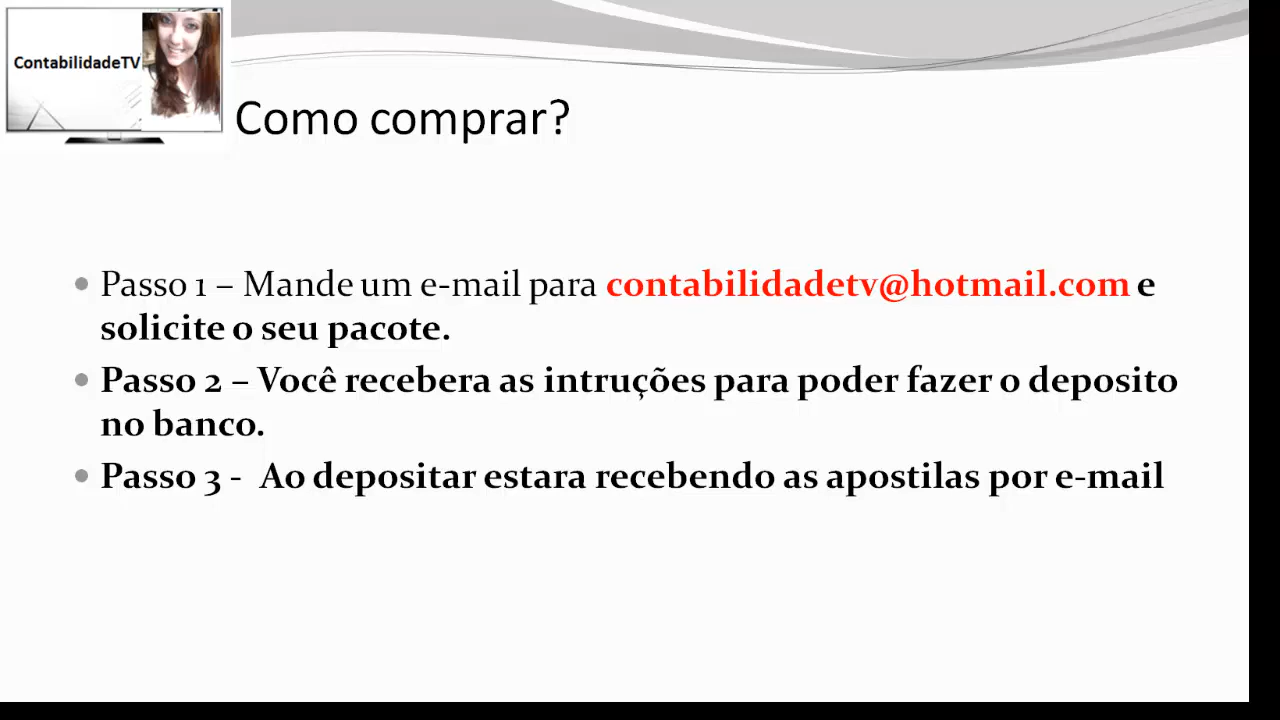 ContabilidadeTV
Como comprar?
• Passo 1 – Mande um e-mail para contabilidadetv@hotmail.com e
solicite o seu pacote.
• Passo 2 – Você recebera as intruções para poder fazer o deposito
no banco.
• Passo 3 - Ao depositar estara recebendo as apostilas por e-mail